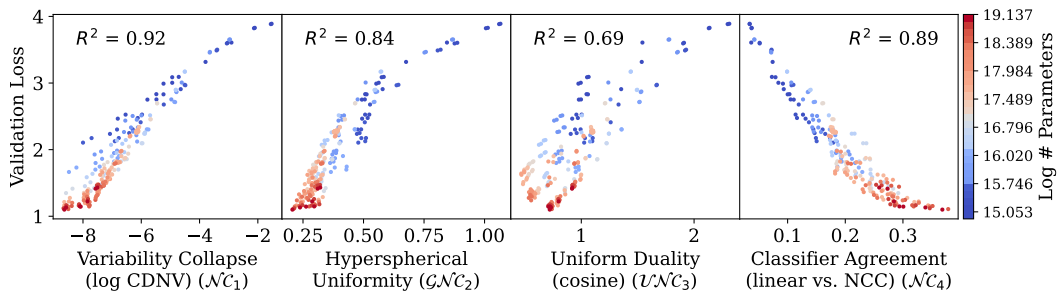 R² = 0.92
R² = 0.84
R² = 0.69
R² = 0.89
Validation Loss
4
3
2
1
−8 −6 −4 −2
0.25 0.50 0.75 1.00
1 2
0.1 0.2 0.3
Variability Collapse
(log CDNV) (𝒩𝒞₁)
Hyperspherical
Uniformity (𝒢𝒩𝒞₂)
Uniform Duality
(cosine) (𝒰𝒩𝒞₃)
Classifier Agreement
(linear vs. NCC) (𝒩𝒞₄)
19.137
18.389
17.984
17.489
16.796
16.020
15.746
15.053
Log # Parameters